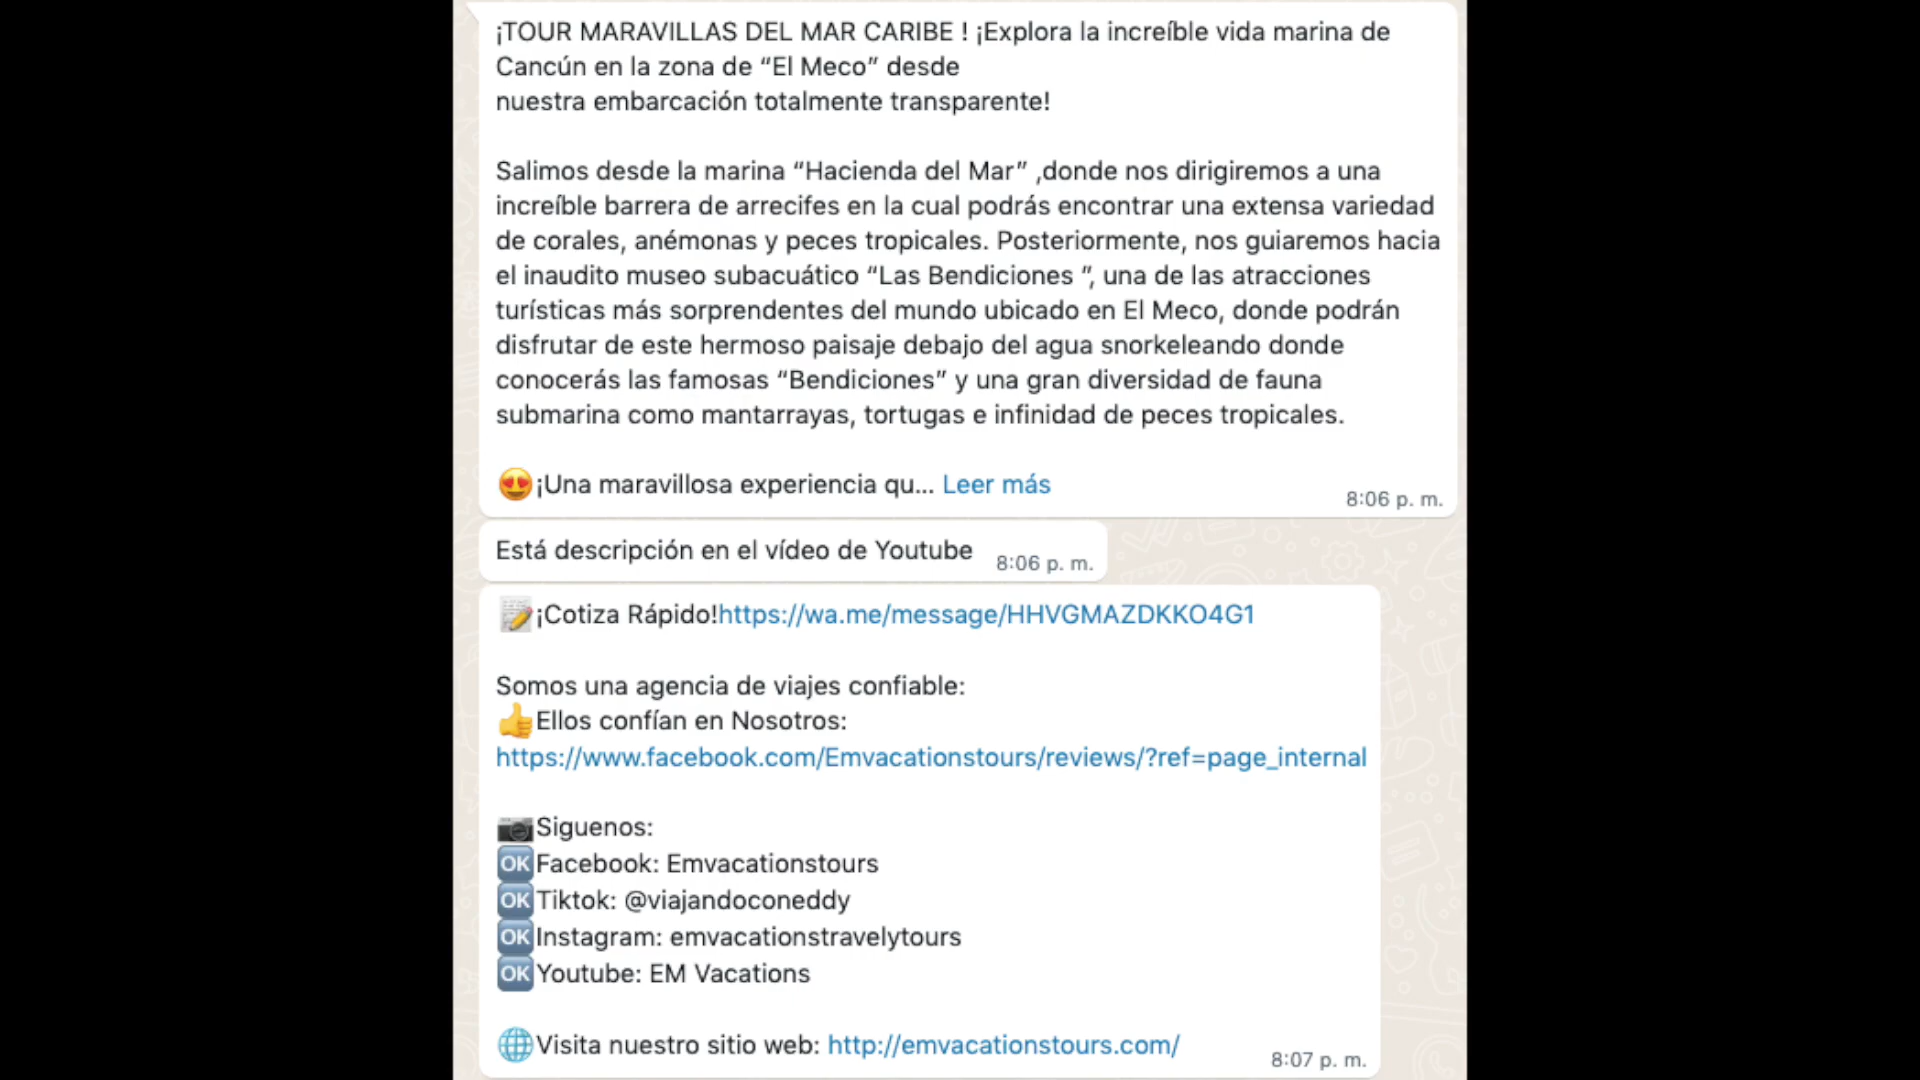 ¡TOUR MARAVILLAS DEL MAR CARIBE ! ¡Explora la increíble vida marina de
Cancún en la zona de “El Meco” desde
nuestra embarcación totalmente transparente!
Salimos desde la marina “Hacienda del Mar” ,donde nos dirigiremos a una
increíble barrera de arrecifes en la cual podrás encontrar una extensa variedad
de corales, anémonas y peces tropicales. Posteriormente, nos guiaremos hacia
el inaudito museo subacuático “Las Bendiciones ”, una de las atracciones
turísticas más sorprendentes del mundo ubicado en El Meco, donde podrán
disfrutar de este hermoso paisaje debajo del agua snorkeleando donde
conocerás las famosas “Bendiciones” y una gran diversidad de fauna
submarina como mantarrayas, tortugas e infinidad de peces tropicales.
😍¡Una maravillosa experiencia qu... Leer más
8:06 p. m.
Está descripción en el vídeo de Youtube 8:06 p. m.
📝¡Cotiza Rápido!https://wa.me/message/HHVGMAZDKKO4G1
Somos una agencia de viajes confiable:
👍Ellos confían en Nosotros:
https://www.facebook.com/Emvacationstours/reviews/?ref=page_internal
📷Siguenos:
🆗Facebook: Emvacationstours
🆗Tiktok: @viajandoconeddy
🆗Instagram: emvacationstravelytours
🆗Youtube: EM Vacations
🌐Visita nuestro sitio web: http://emvacationstours.com/
8:07 p. m.